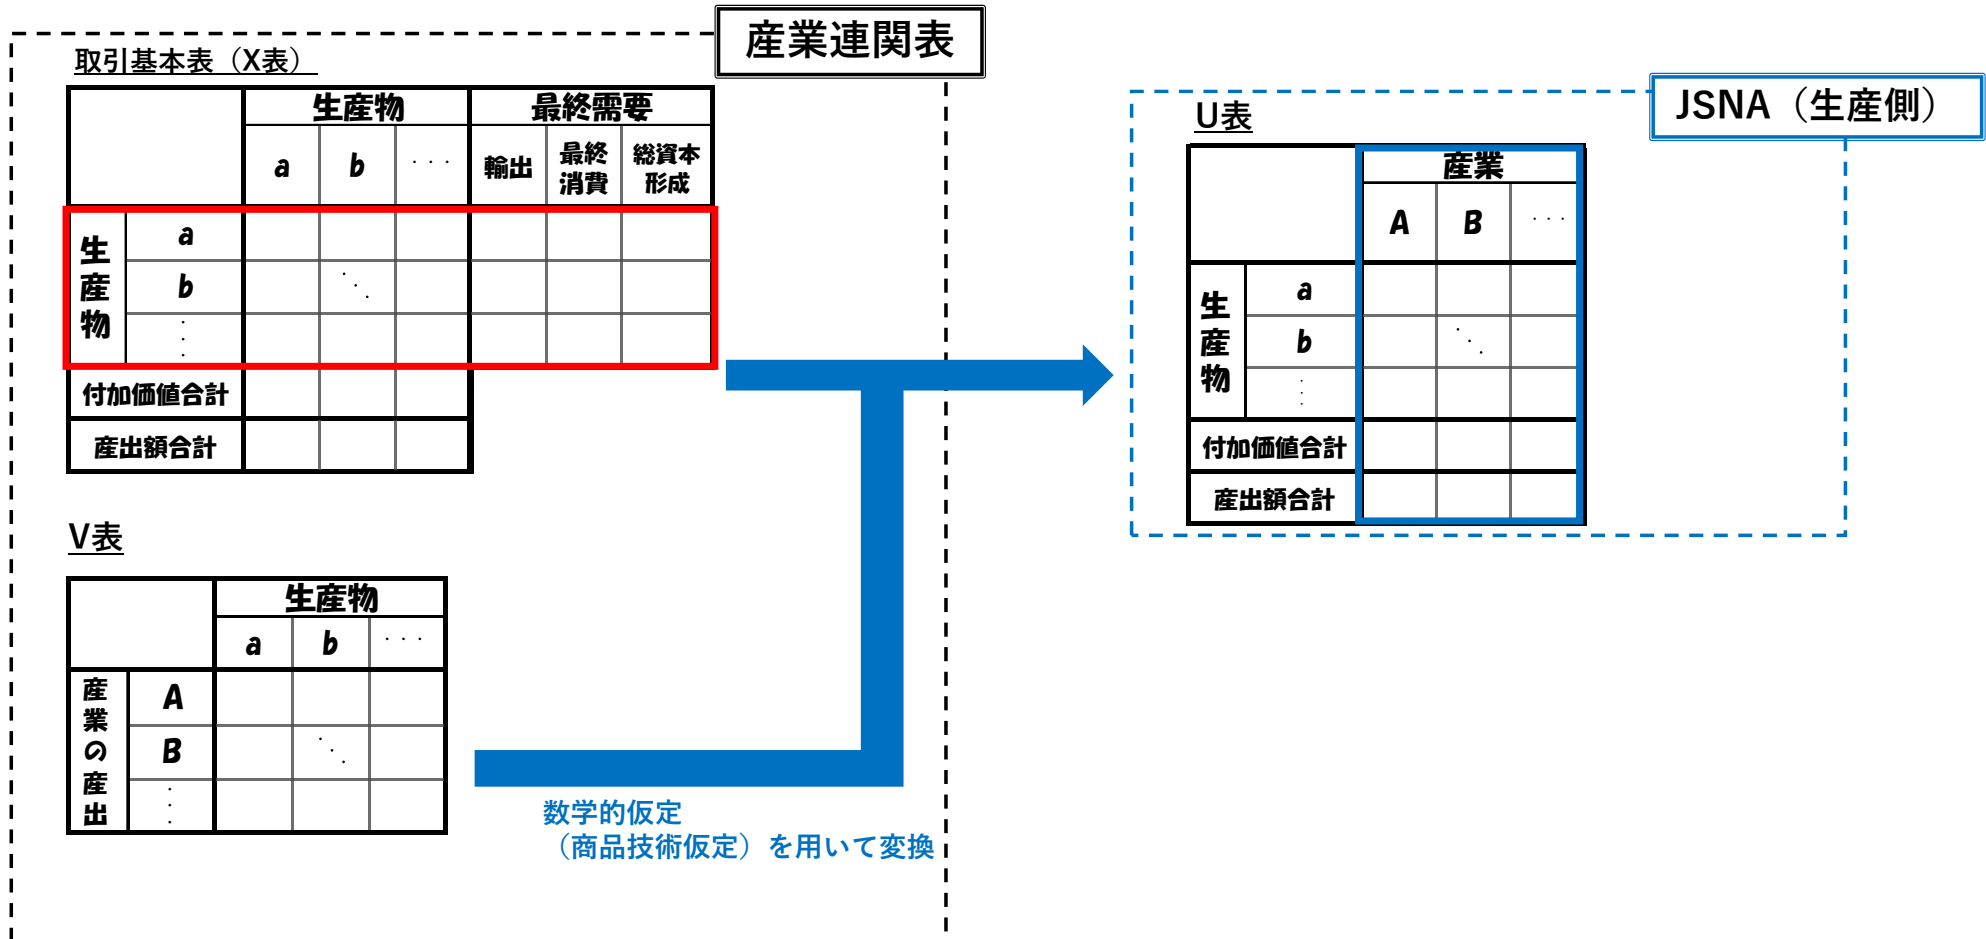 産業連関表
取引基本表（X表）
生産物 最終需要
a b ・・・ 輸出 最終消費 総資本形成
生産物
a
b
・・・
付加価値合計
産出額合計
V表
生産物
a b ・・・
産業の産出
A
B
・・・
数学的仮定
（商品技術仮定）を用いて変換
JSNA（生産側）
U表
産業
A B ・・・
生産物
a
b
・・・
付加価値合計
産出額合計